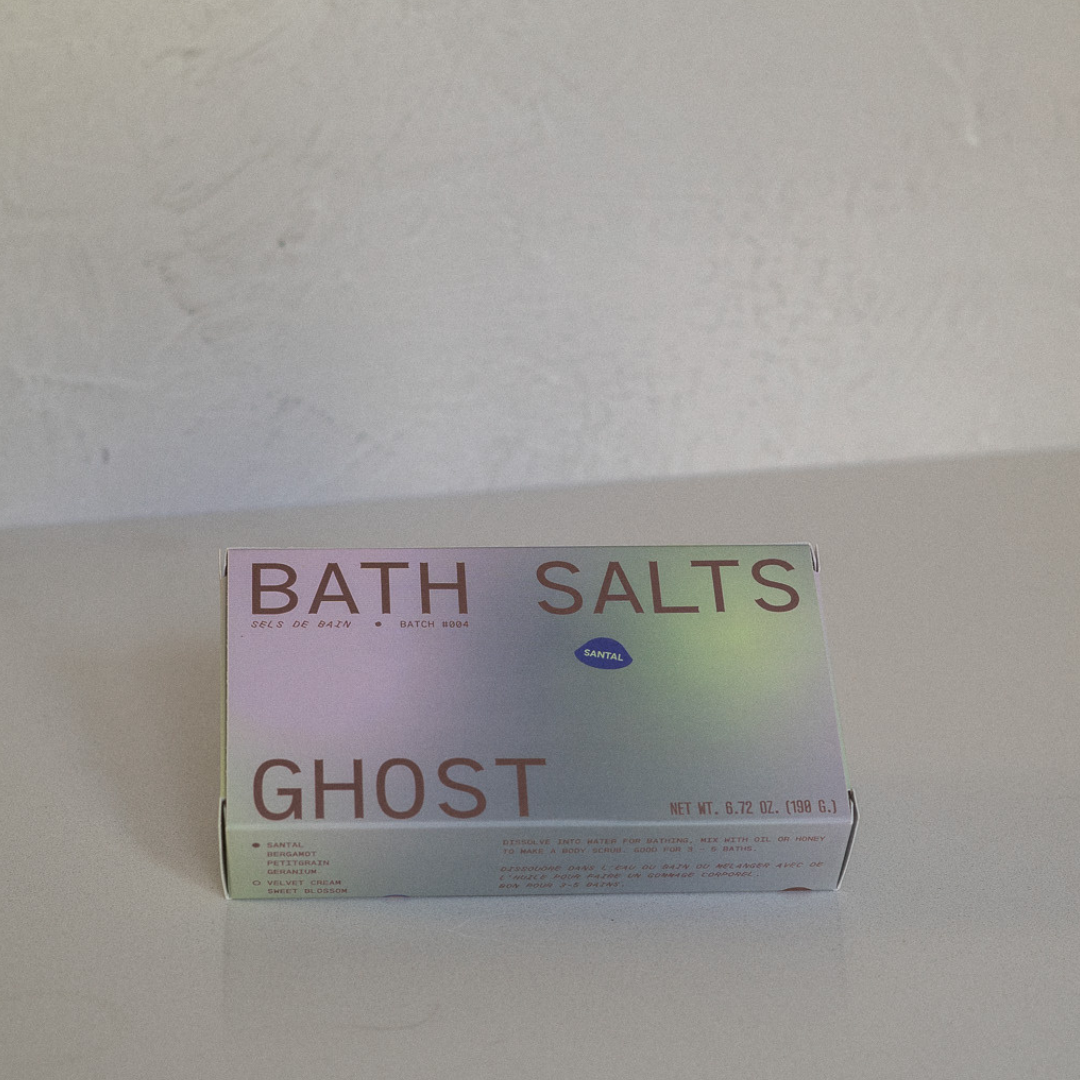 BATH SALTS
SELS DE BAIN • BATCH #004
SANTAL
GHOST
NET WT. 6.72 OZ. (190 G.)
● SANTAL
BERGAMOT
PETITGRAIN
GERANIUM
○ VELVET CREAM
SWEET BLOSSOM
DISSOLVE INTO WATER FOR BATHING, MIX WITH OIL OR HONEY
TO MAKE A BODY SCRUB. GOOD FOR 3 - 5 BATHS.
DISSOUDRE DANS L'EAU DU BAIN OU MÉLANGER AVEC DE
L'HUILE POUR FAIRE UN GOMMAGE CORPOREL.
BON POUR 3-5 BAINS.